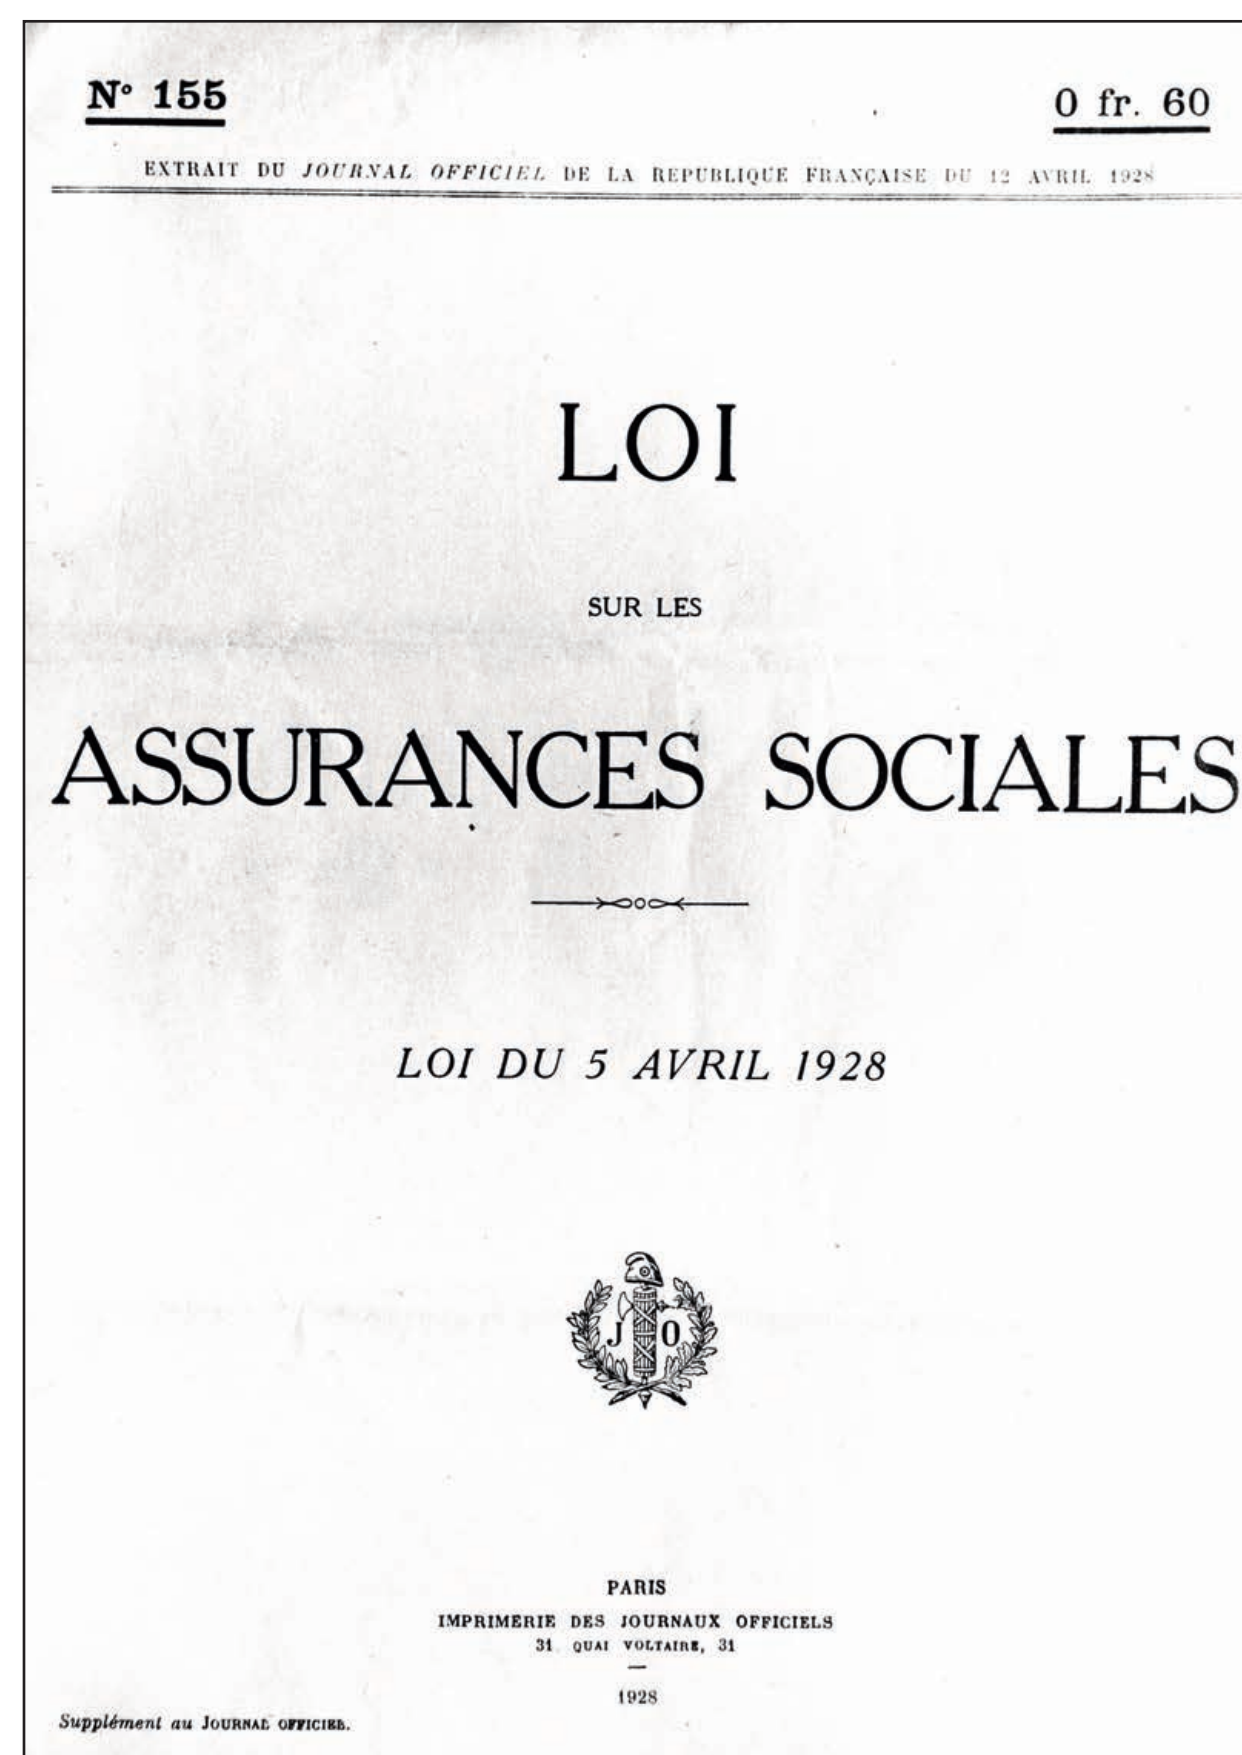 N° 155
0 fr. 60
EXTRAIT DU JOURNAL OFFICIEL DE LA REPUBLIQUE FRANÇAISE DU 12 AVRIL 1928
LOI
SUR LES
ASSURANCES SOCIALES
LOI DU 5 AVRIL 1928
J O
PARIS
IMPRIMERIE DES JOURNAUX OFFICIELS
31 QUAI VOLTAIRE, 31
1928
Supplément au JOURNAL OFFICIEL.